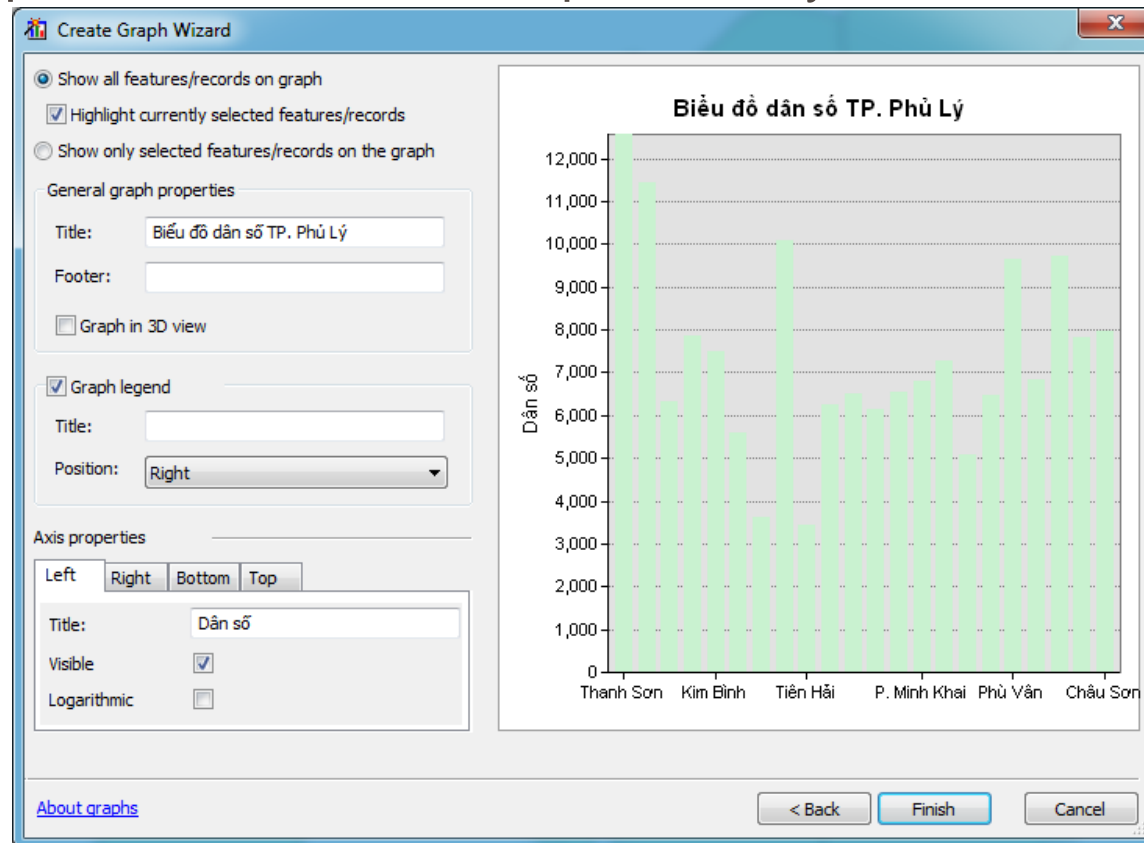 Create Graph Wizard
Show all features/records on graph
Highlight currently selected features/records
Show only selected features/records on the graph
General graph properties
Title: Biểu đồ dân số TP. Phủ Lý
Footer:
Graph in 3D view
Graph legend
Title:
Position: Right
Axis properties
Left Right Bottom Top
Title: Dân số
Visible
Logarithmic
Biểu đồ dân số TP. Phủ Lý
12,000
11,000
10,000
9,000
8,000
7,000
6,000
5,000
4,000
3,000
2,000
1,000
0
Dân số
Thanh Sơn Kim Bình Tiên Hải P. Minh Khai Phù Vân Châu Sơn
About graphs
< Back Finish Cancel